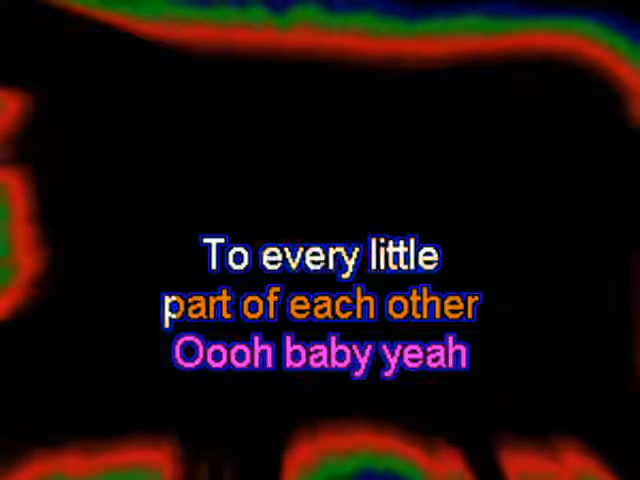 To every little
part of each other
Oooh baby yeah